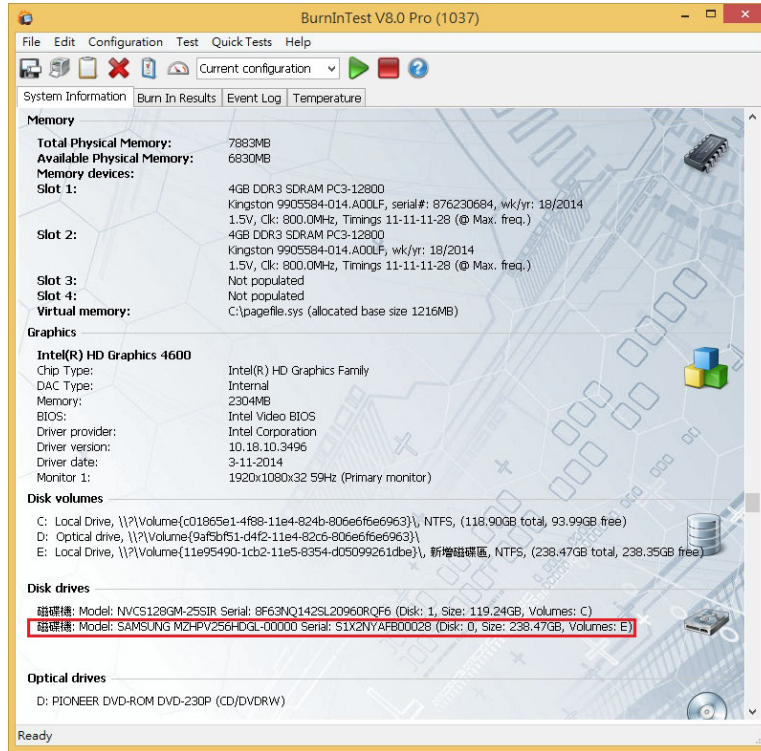 BurnInTest V8.0 Pro (1037)
File Edit Configuration Test Quick Tests Help
Current configuration
System Information Burn In Results Event Log Temperature
Memory
Total Physical Memory: 7883MB
Available Physical Memory: 6830MB
Memory devices:
Slot 1: 4GB DDR3 SDRAM PC3-12800
Kingston 9905584-014.A00LF, serial#: 876230684, wk/yr: 18/2014
1.5V, Clk: 800.0MHz, Timings 11-11-11-28 (@ Max. freq.)
Slot 2: 4GB DDR3 SDRAM PC3-12800
Kingston 9905584-014.A00LF, wk/yr: 18/2014
1.5V, Clk: 800.0MHz, Timings 11-11-11-28 (@ Max. freq.)
Slot 3: Not populated
Slot 4: Not populated
Virtual memory: C:\pagefile.sys (allocated base size 1216MB)
Graphics
Intel(R) HD Graphics 4600
Chip Type: Intel(R) HD Graphics Family
DAC Type: Internal
Memory: 2304MB
BIOS: Intel Video BIOS
Driver provider: Intel Corporation
Driver version: 10.18.10.3496
Driver date: 3-11-2014
Monitor 1: 1920x1080x32 59Hz (Primary monitor)
Disk volumes
C: Local Drive, \\?\Volume{c01865e1-4f88-11e4-824b-806e6f6e6963}\, NTFS, (118.90GB total, 93.99GB free)
D: Optical drive, \\?\Volume{9af5bf51-d4f2-11e4-82c6-806e6f6e6963}\
E: Local Drive, \\?\Volume{11e95490-1cb2-11e5-8354-d05099261dbe}\, 新增磁碟區, NTFS, (238.47GB total, 238.35GB free)
Disk drives
磁碟機: Model: NVCS128GM-25SIR Serial: 8F63NQ142SL20960RQF6 (Disk: 1, Size: 119.24GB, Volumes: C)
磁碟機: Model: SAMSUNG MZHPV256HDGL-00000 Serial: S1X2NYAFB00028 (Disk: 0, Size: 238.47GB, Volumes: E)
Optical drives
D: PIONEER DVD-ROM DVD-230P (CD/DVDRW)
Ready